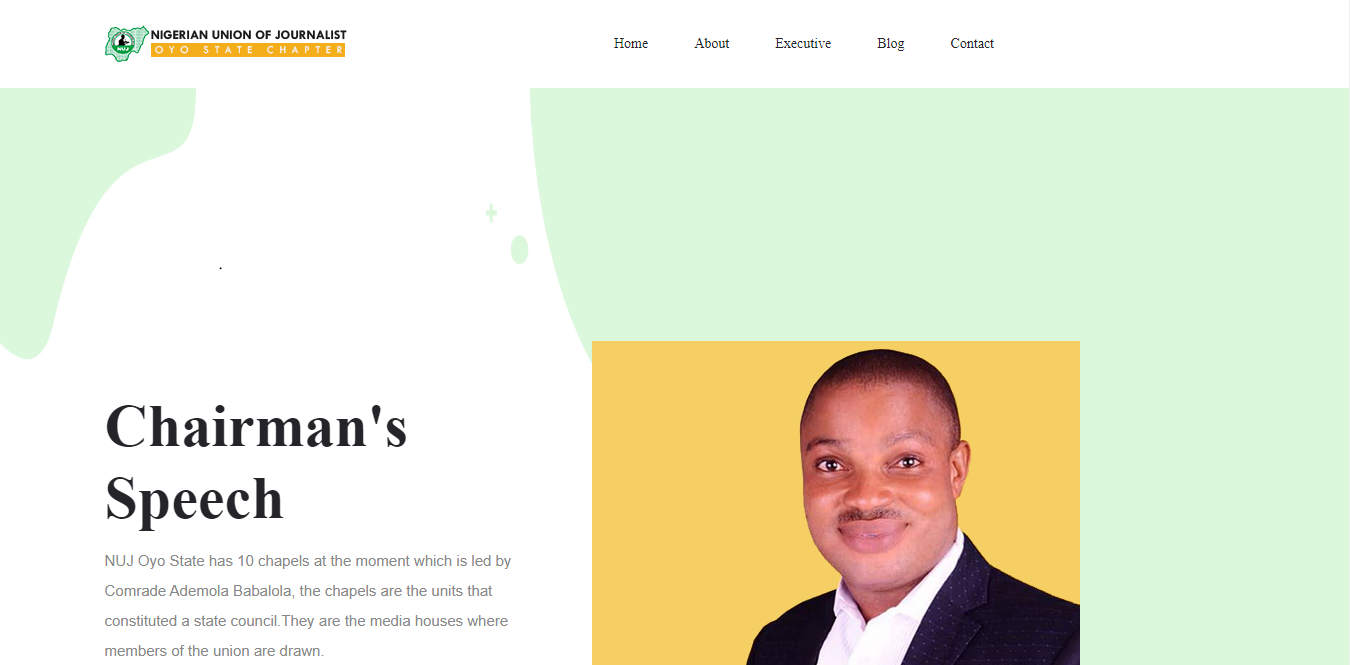 NIGERIAN UNION OF JOURNALIST
OYO STATE CHAPTER
NUJ
Home About Executive Blog Contact
.
Chairman's
Speech
NUJ Oyo State has 10 chapels at the moment which is led by
Comrade Ademola Babalola, the chapels are the units that
constituted a state council.They are the media houses where
members of the union are drawn.